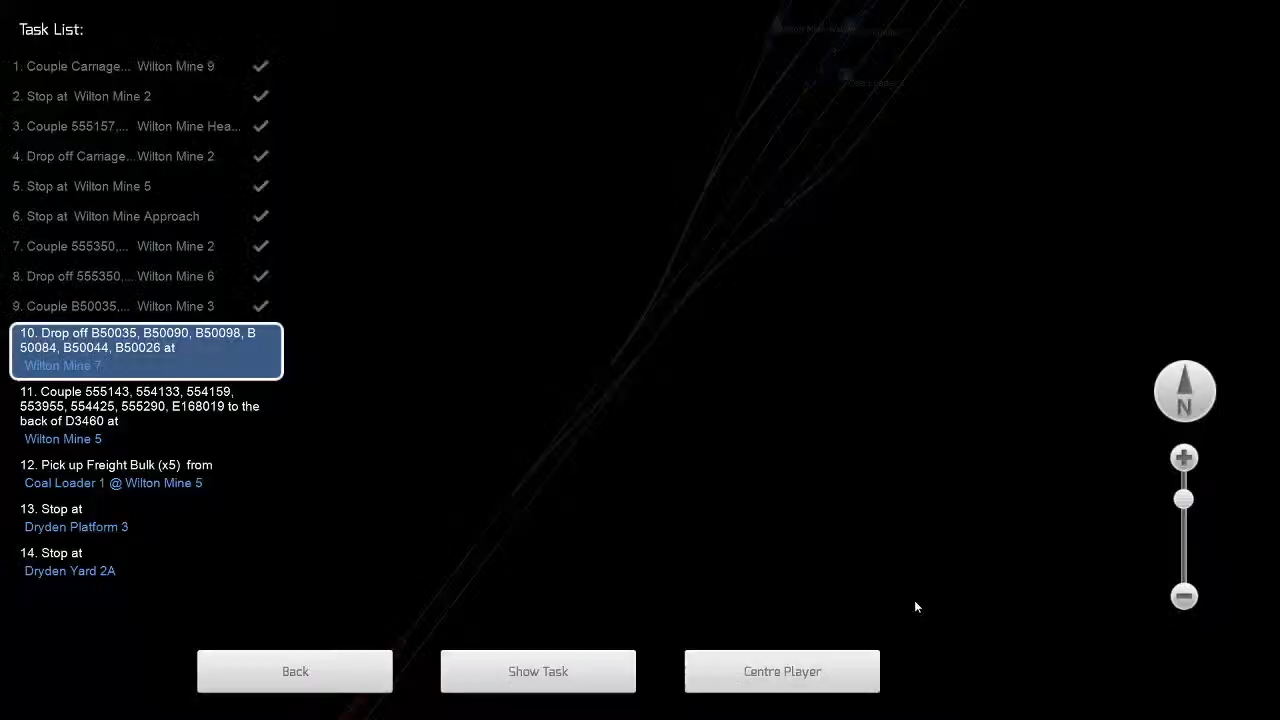 Task List:
1. Couple Carriage... Wilton Mine 9
2. Stop at Wilton Mine 2
3. Couple 555157,... Wilton Mine Hea...
4. Drop off Carriage... Wilton Mine 2
5. Stop at Wilton Mine 5
6. Stop at Wilton Mine Approach
7. Couple 555350,... Wilton Mine 2
8. Drop off 555350,... Wilton Mine 6
9. Couple B50035,... Wilton Mine 3
10. Drop off B50035, B50090, B50098, B
50084, B50044, B50026 at
Wilton Mine 7
11. Couple 555143, 554133, 554159,
553955, 554425, 555290, E168019 to the
back of D3460 at
Wilton Mine 5
12. Pick up Freight Bulk (x5) from
Coal Loader 1 @ Wilton Mine 5
13. Stop at
Dryden Platform 3
14. Stop at
Dryden Yard 2A
N
Back
Show Task
Centre Player